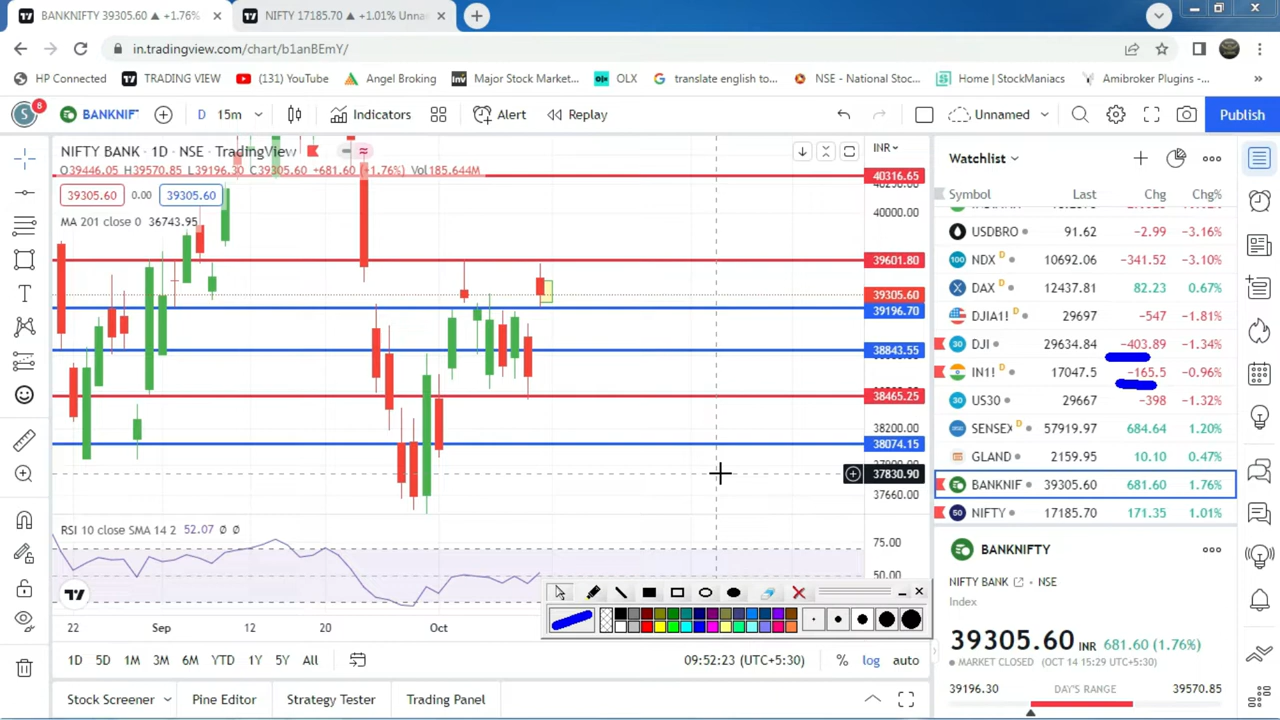 BANKNIFTY 39305.60 ▲ +1.76%
NIFTY 17185.70 ▲ +1.01% Unna
in.tradingview.com/chart/b1anBEmY/
HP Connected
TRADING VIEW
(131) YouTube
Angel Broking
Major Stock Market...
OLX
translate english to...
NSE - National Stoc...
Home | StockManiacs
Amibroker Plugins -...
S 8
BANKNIF
D 15m
Indicators
Alert
Replay
Unnamed
Publish
NIFTY BANK · 1D · NSE · TradingView
O39446.05 H39570.85 L39196.30 C39305.60 +681.60 (+1.76%) Vol185.644M
39305.60 0.00 39305.60
MA 201 close 0 36743.95
INR
40316.65
40000.00
39601.80
39305.60
39196.70
38843.55
38465.25
38200.00
38074.15
37830.90
37660.00
RSI 10 close SMA 14 2 52.07 Ø Ø
75.00
50.00
Sep 12 20 Oct
1D 5D 1M 3M 6M YTD 1Y 5Y All
09:52:23 (UTC+5:30) % log auto
Stock Screener Pine Editor Strategy Tester Trading Panel
Watchlist
Symbol Last Chg Chg%
USDBRO 91.62 −2.99 −3.16%
NDX D 10692.06 −341.52 −3.10%
DAX D 12437.81 82.23 0.67%
DJIA1! D 29697 −547 −1.81%
DJI D 29634.84 −403.89 −1.34%
IN1! D 17047.5 −165.5 −0.96%
US30 29667 −398 −1.32%
SENSEX D 57919.97 684.64 1.20%
GLAND 2159.95 10.10 0.47%
BANKNIF 39305.60 681.60 1.76%
50 NIFTY 17185.70 171.35 1.01%
BANKNIFTY
NIFTY BANK · NSE
Index
39305.60 INR 681.60 (1.76%)
MARKET CLOSED (OCT 14 15:29 UTC+5:30)
39196.30 DAY'S RANGE 39570.85